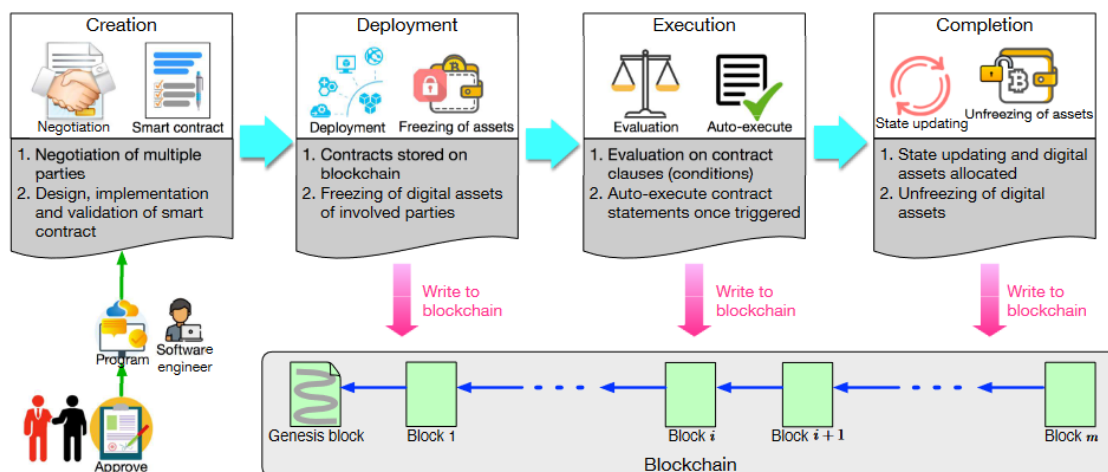 Creation
Negotiation
Smart contract
1. Negotiation of multiple
parties
2. Design, implementation
and validation of smart
contract
Deployment
Deployment
Freezing of assets
1. Contracts stored on
blockchain
2. Freezing of digital assets
of involved parties
Execution
Evaluation
Auto-execute
1. Evaluation on contract
clauses (conditions)
2. Auto-execute contract
statements once triggered
Completion
State updating
Unfreezing of assets
1. State updating and digital
assets allocated
2. Unfreezing of digital
assets
Write to
blockchain
Write to
blockchain
Write to
blockchain
Program
Software
engineer
Approve
Genesis block
Block 1
Block i
Block i+1
Block m
Blockchain